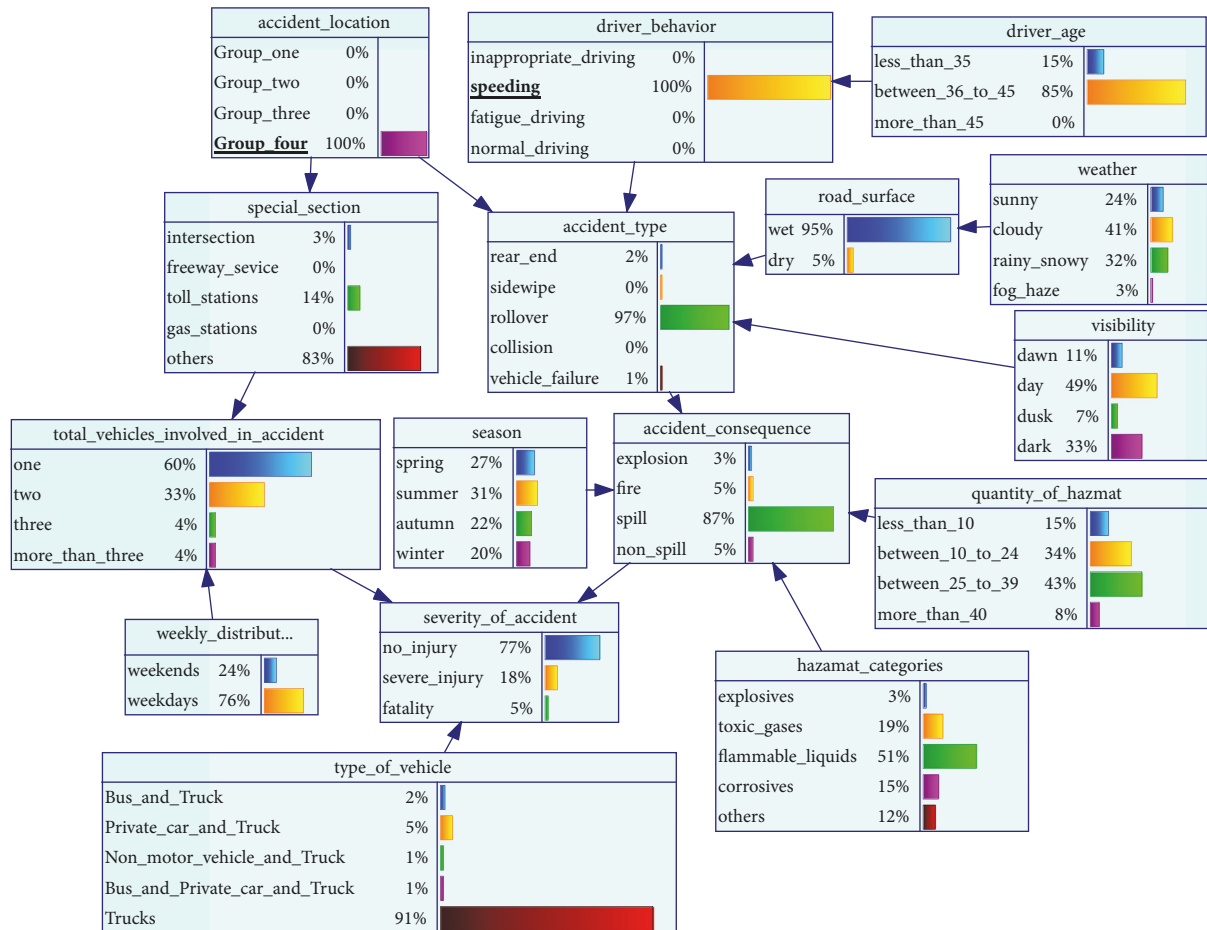 accident_location
Group_one 0%
Group_two 0%
Group_three 0%
Group_four 100%
driver_behavior
inappropriate_driving 0%
speeding 100%
fatigue_driving 0%
normal_driving 0%
driver_age
less_than_35 15%
between_36_to_45 85%
more_than_45 0%
special_section
intersection 3%
freeway_sevice 0%
toll_stations 14%
gas_stations 0%
others 83%
accident_type
rear_end 2%
sidewipe 0%
rollover 97%
collision 0%
vehicle_failure 1%
road_surface
wet 95%
dry 5%
weather
sunny 24%
cloudy 41%
rainy_snowy 32%
fog_haze 3%
visibility
dawn 11%
day 49%
dusk 7%
dark 33%
total_vehicles_involved_in_accident
one 60%
two 33%
three 4%
more_than_three 4%
season
spring 27%
summer 31%
autumn 22%
winter 20%
accident_consequence
explosion 3%
fire 5%
spill 87%
non_spill 5%
quantity_of_hazmat
less_than_10 15%
between_10_to_24 34%
between_25_to_39 43%
more_than_40 8%
weekly_distribut...
weekends 24%
weekdays 76%
severity_of_accident
no_injury 77%
severe_injury 18%
fatality 5%
hazamat_categories
explosives 3%
toxic_gases 19%
flammable_liquids 51%
corrosives 15%
others 12%
type_of_vehicle
Bus_and_Truck 2%
Private_car_and_Truck 5%
Non_motor_vehicle_and_Truck 1%
Bus_and_Private_car_and_Truck 1%
Trucks 91%